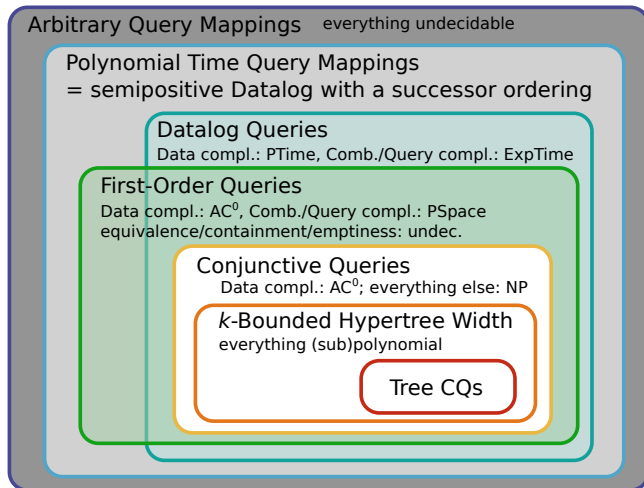 Arbitrary Query Mappings everything undecidable
Polynomial Time Query Mappings
= semipositive Datalog with a successor ordering
Datalog Queries
Data compl.: PTime, Comb./Query compl.: ExpTime
First-Order Queries
Data compl.: AC⁰, Comb./Query compl.: PSpace
equivalence/containment/emptiness: undec.
Conjunctive Queries
Data compl.: AC⁰; everything else: NP
k-Bounded Hypertree Width
everything (sub)polynomial
Tree CQs